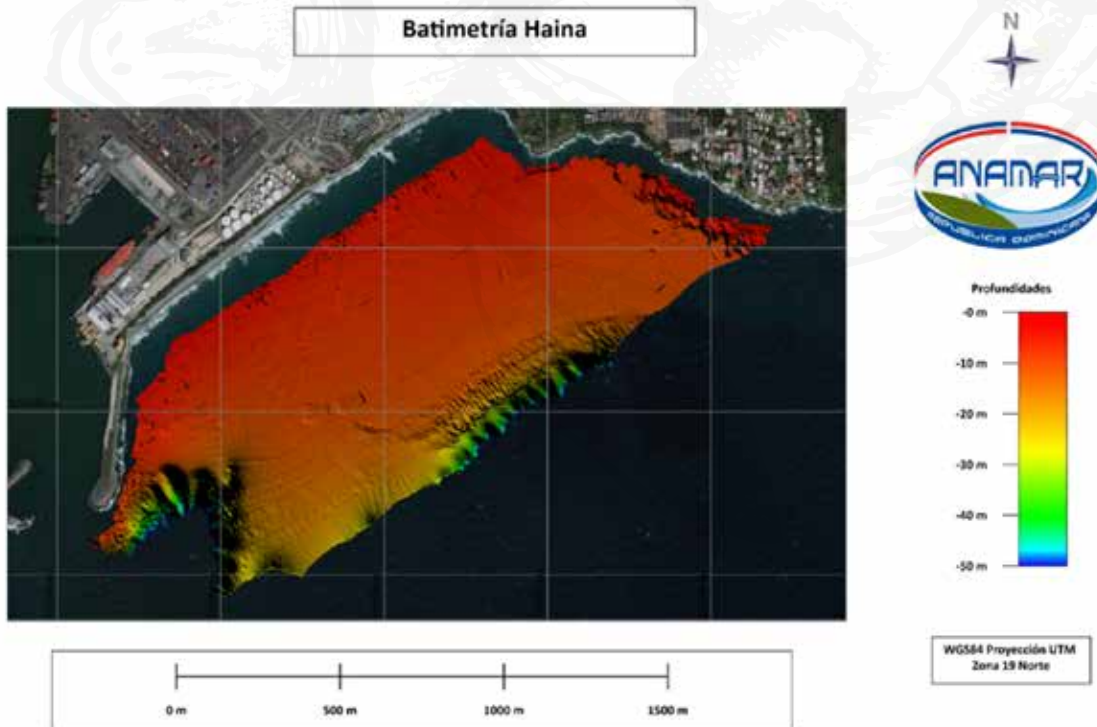 Batimetría Haina
N
ANAMAR
REPUBLICA DOMINICANA
Profundidades
-0 m
-10 m
-20 m
-30 m
-40 m
-50 m
WGS84 Proyección UTM
Zona 19 Norte
0 m
500 m
1000 m
1500 m